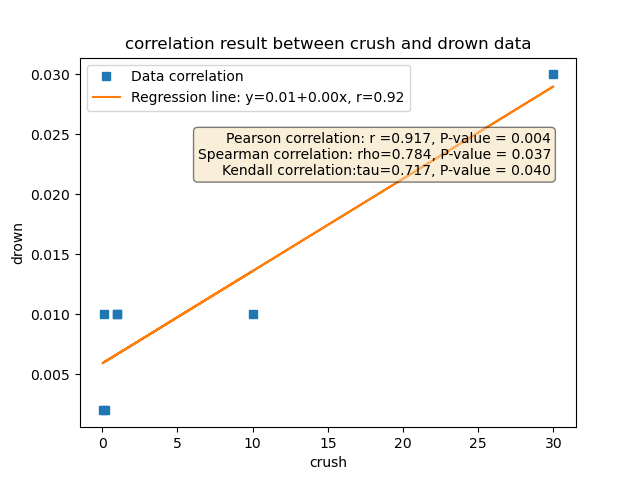 correlation result between crush and drown data
Data correlation
Regression line: y=0.01+0.00x, r=0.92
Pearson correlation: r =0.917, P-value = 0.004
Spearman correlation: rho=0.784, P-value = 0.037
Kendall correlation:tau=0.717, P-value = 0.040
0.030
0.025
0.020
0.015
0.010
0.005
drown
0 5 10 15 20 25 30
crush